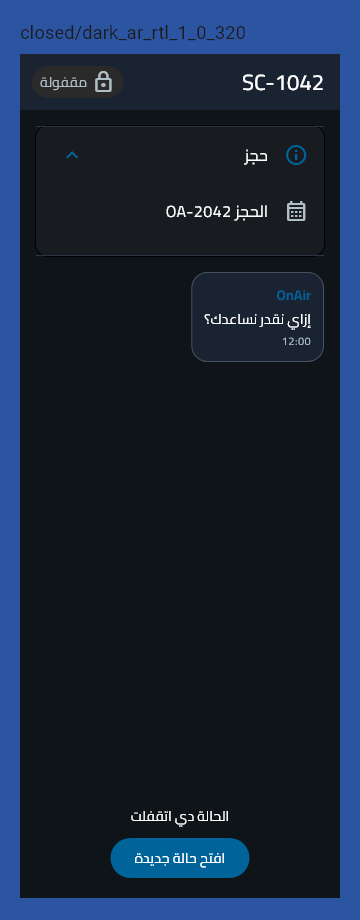 closed/dark_ar_rtl_1_0_320
SC-1042
مقفولة
حجز
الحجز OA-2042
OnAir
إزاي نقدر نساعدك؟
12:00
الحالة دي اتقفلت
افتح حالة جديدة